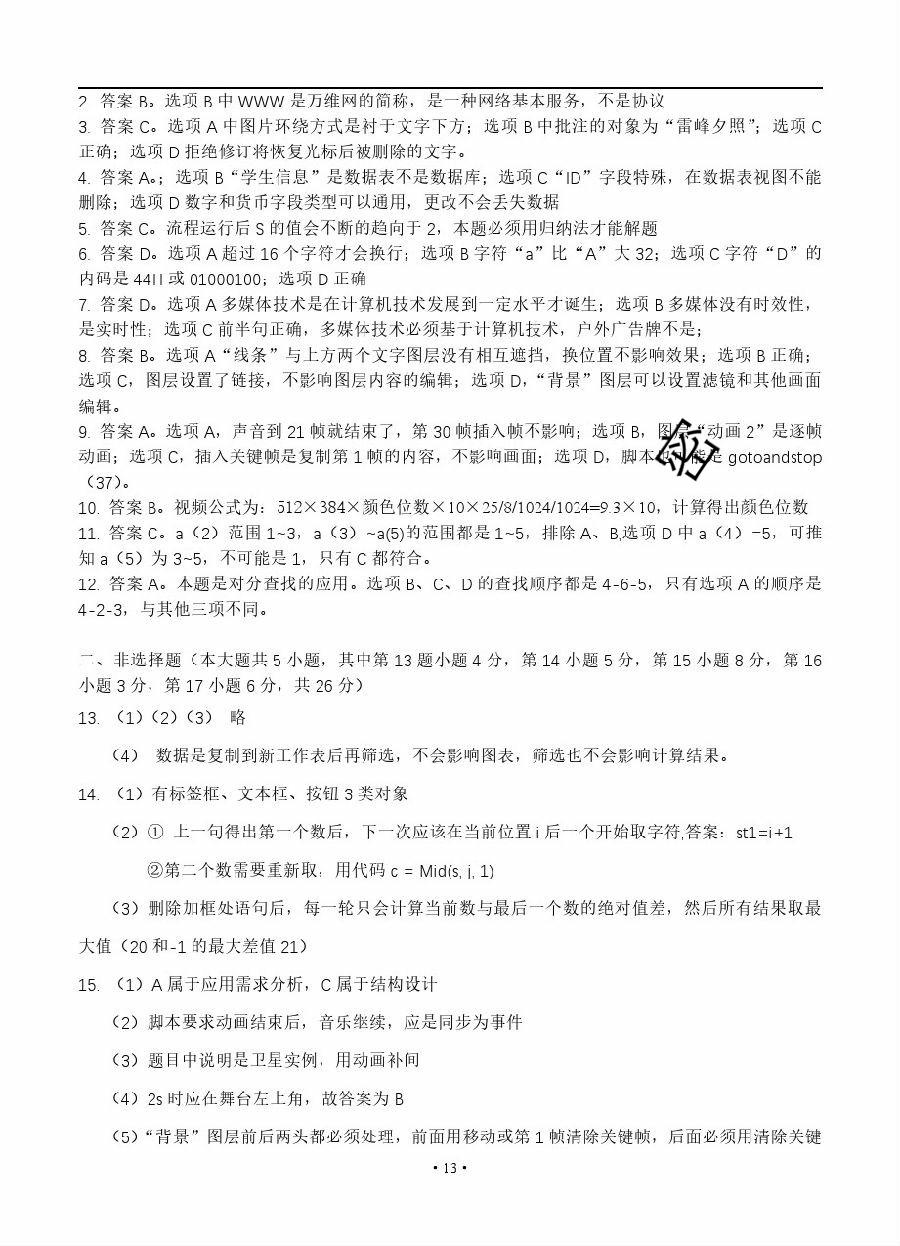 2. 答案 B。选项 B 中 WWW 是万维网的简称，是一种网络基本服务，不是协议
3. 答案 C。选项 A 中图片环绕方式是衬于文字下方；选项 B 中批注的对象为“雷峰夕照”；选项 C
正确；选项 D 拒绝修订将恢复光标后被删除的文字。
4. 答案 A。；选项 B“学生信息”是数据表不是数据库；选项 C“ID”字段特殊，在数据表视图不能
删除；选项 D 数字和货币字段类型可以通用，更改不会丢失数据
5. 答案 C。流程运行后 S 的值会不断的趋向于 2，本题必须用归纳法才能解题
6. 答案 D。选项 A 超过 16 个字符才会换行；选项 B 字符“a”比“A”大 32；选项 C 字符“D”的
内码是 44H 或 01000100；选项 D 正确
7. 答案 D。选项 A 多媒体技术是在计算机技术发展到一定水平才诞生；选项 B 多媒体没有时效性，
是实时性；选项 C 前半句正确，多媒体技术必须基于计算机技术，户外广告牌不是；
8. 答案 B。选项 A“线条”与上方两个文字图层没有相互遮挡，换位置不影响效果；选项 B 正确；
选项 C，图层设置了链接，不影响图层内容的编辑；选项 D，“背景”图层可以设置滤镜和其他画面
编辑。
9. 答案 A。选项 A，声音到 21 帧就结束了，第 30 帧插入帧不影响；选项 B，图层“动画 2”是逐帧
动画；选项 C，插入关键帧是复制第 1 帧的内容，不影响画面；选项 D，脚本也可能是 gotoandstop
（37）。
10. 答案 B。视频公式为：512×384×颜色位数×10×25/8/1024/1024=9.3×10，计算得出颜色位数
11. 答案 C。a（2）范围 1~3，a（3）~a(5)的范围都是 1~5，排除 A、B,选项 D 中 a（4）=5，可推
知 a（5）为 3~5，不可能是 1，只有 C 都符合。
12. 答案 A。本题是对分查找的应用。选项 B、C、D 的查找顺序都是 4-6-5，只有选项 A 的顺序是
4-2-3，与其他三项不同。
二、非选择题（本大题共 5 小题，其中第 13 题小题 4 分，第 14 小题 5 分，第 15 小题 8 分，第 16
小题 3 分，第 17 小题 6 分，共 26 分）
13. （1）（2）（3） 略
（4） 数据是复制到新工作表后再筛选，不会影响图表，筛选也不会影响计算结果。
14. （1）有标签框、文本框、按钮 3 类对象
（2）① 上一句得出第一个数后，下一次应该在当前位置 i 后一个开始取字符,答案：st1=i+1
②第二个数需要重新取，用代码 c = Mid(s, j, 1)
（3）删除加框处语句后，每一轮只会计算当前数与最后一个数的绝对值差，然后所有结果取最
大值（20 和-1 的最大差值 21）
15. （1）A 属于应用需求分析，C 属于结构设计
（2）脚本要求动画结束后，音乐继续，应是同步为事件
（3）题目中说明是卫星实例，用动画补间
（4）2s 时应在舞台左上角，故答案为 B
（5）“背景”图层前后两头都必须处理，前面用移动或第 1 帧清除关键帧，后面必须用清除关键
• 13 •